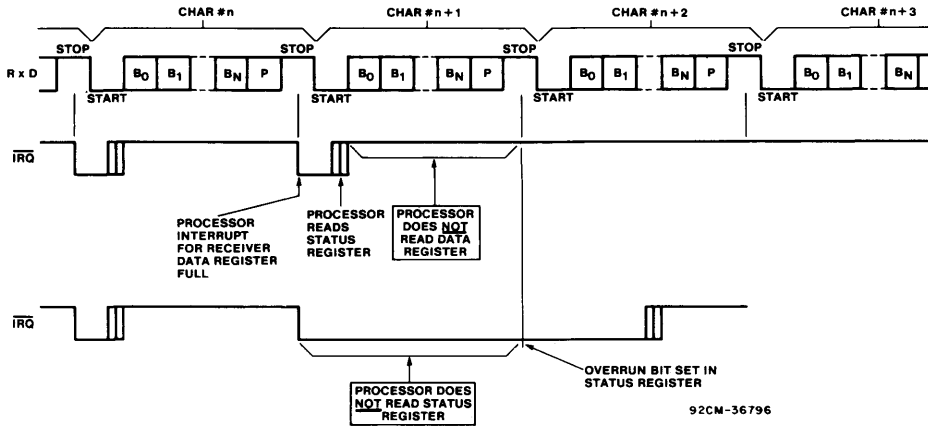 CHAR #n CHAR #n+1 CHAR #n+2 CHAR #n+3
STOP STOP STOP STOP
R x D B0 B1 BN P B0 B1 BN P B0 B1 BN P B0 B1 BN
START START START START
IRQ
PROCESSOR
INTERRUPT
FOR RECEIVER
DATA REGISTER
FULL
PROCESSOR
READS
STATUS
REGISTER
PROCESSOR
DOES NOT
READ DATA
REGISTER
IRQ
PROCESSOR DOES
NOT READ STATUS
REGISTER
OVERRUN BIT SET IN
STATUS REGISTER
92CM-36796